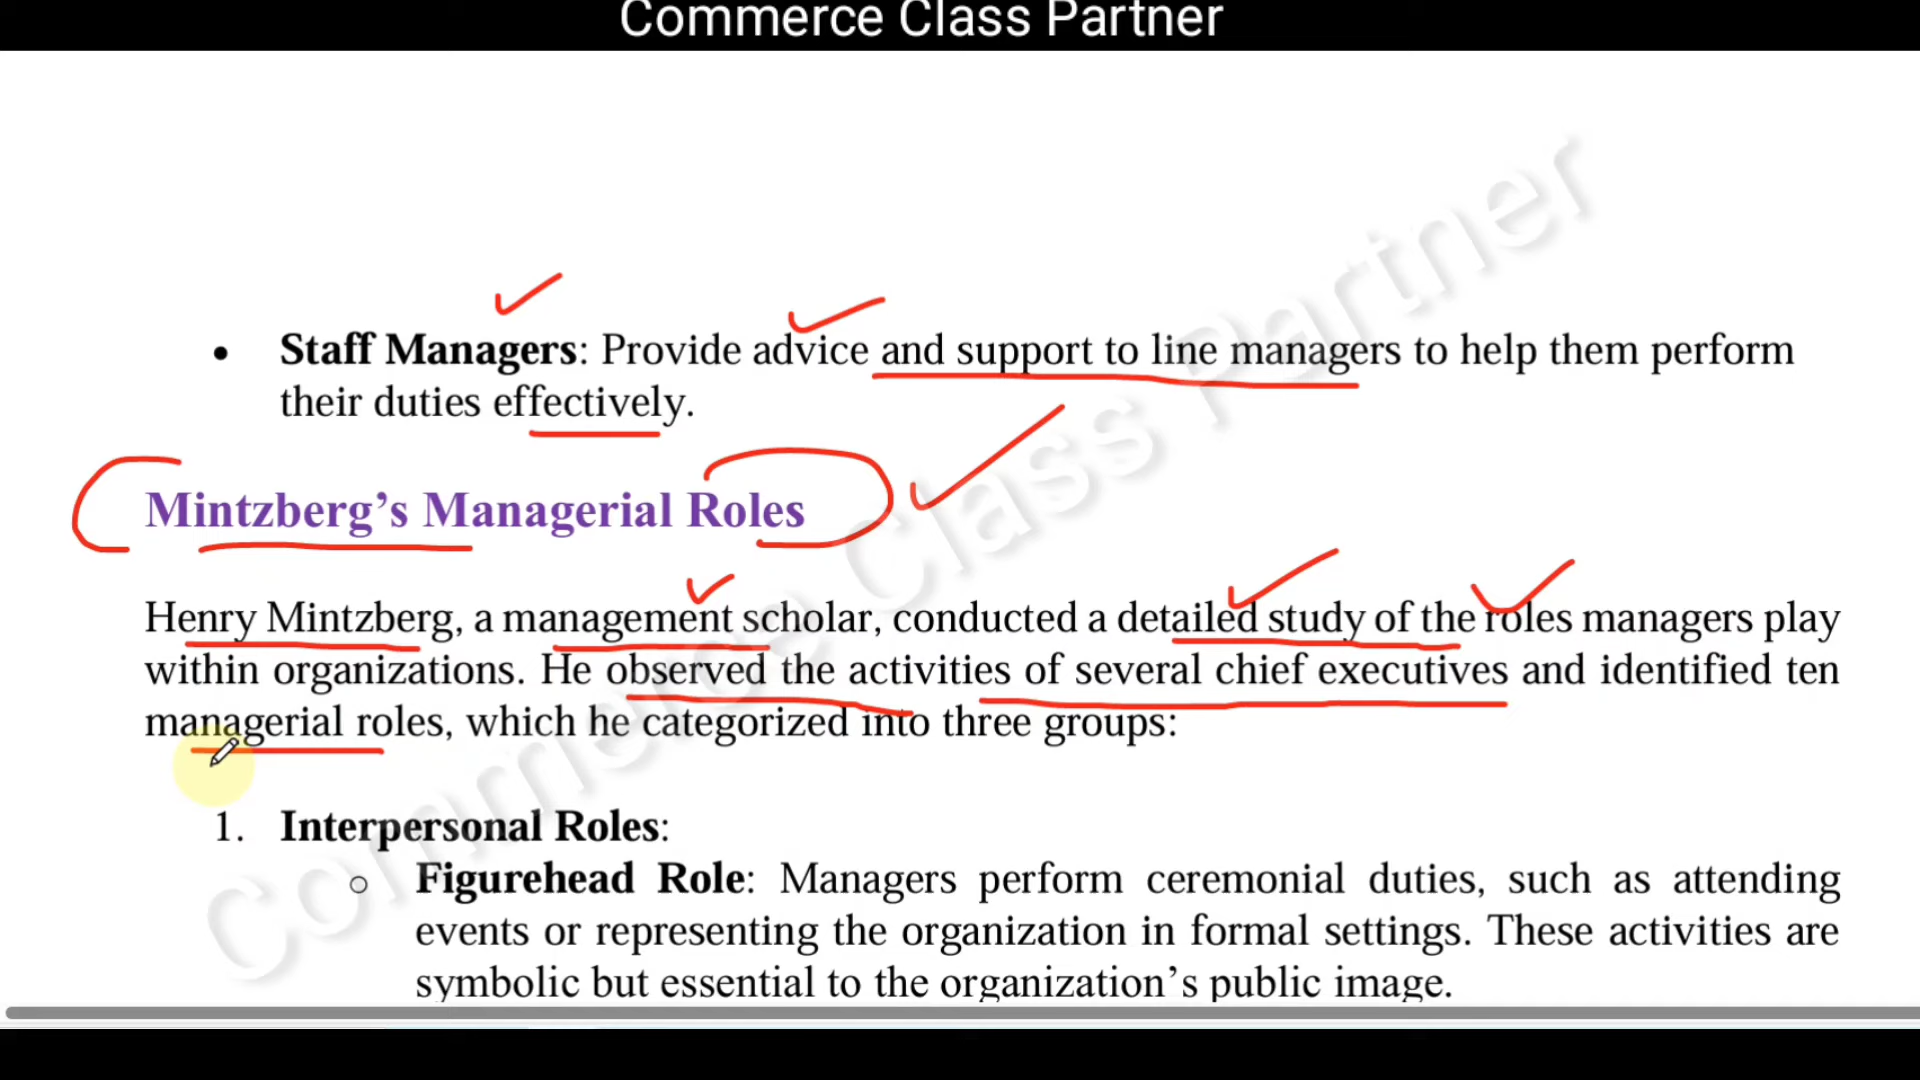 Commerce Class Partner
• Staff Managers: Provide advice and support to line managers to help them perform
their duties effectively.
Mintzberg’s Managerial Roles
Henry Mintzberg, a management scholar, conducted a detailed study of the roles managers play
within organizations. He observed the activities of several chief executives and identified ten
managerial roles, which he categorized into three groups:
1. Interpersonal Roles:
○ Figurehead Role: Managers perform ceremonial duties, such as attending
events or representing the organization in formal settings. These activities are
symbolic but essential to the organization’s public image.
Commerce Class Partner